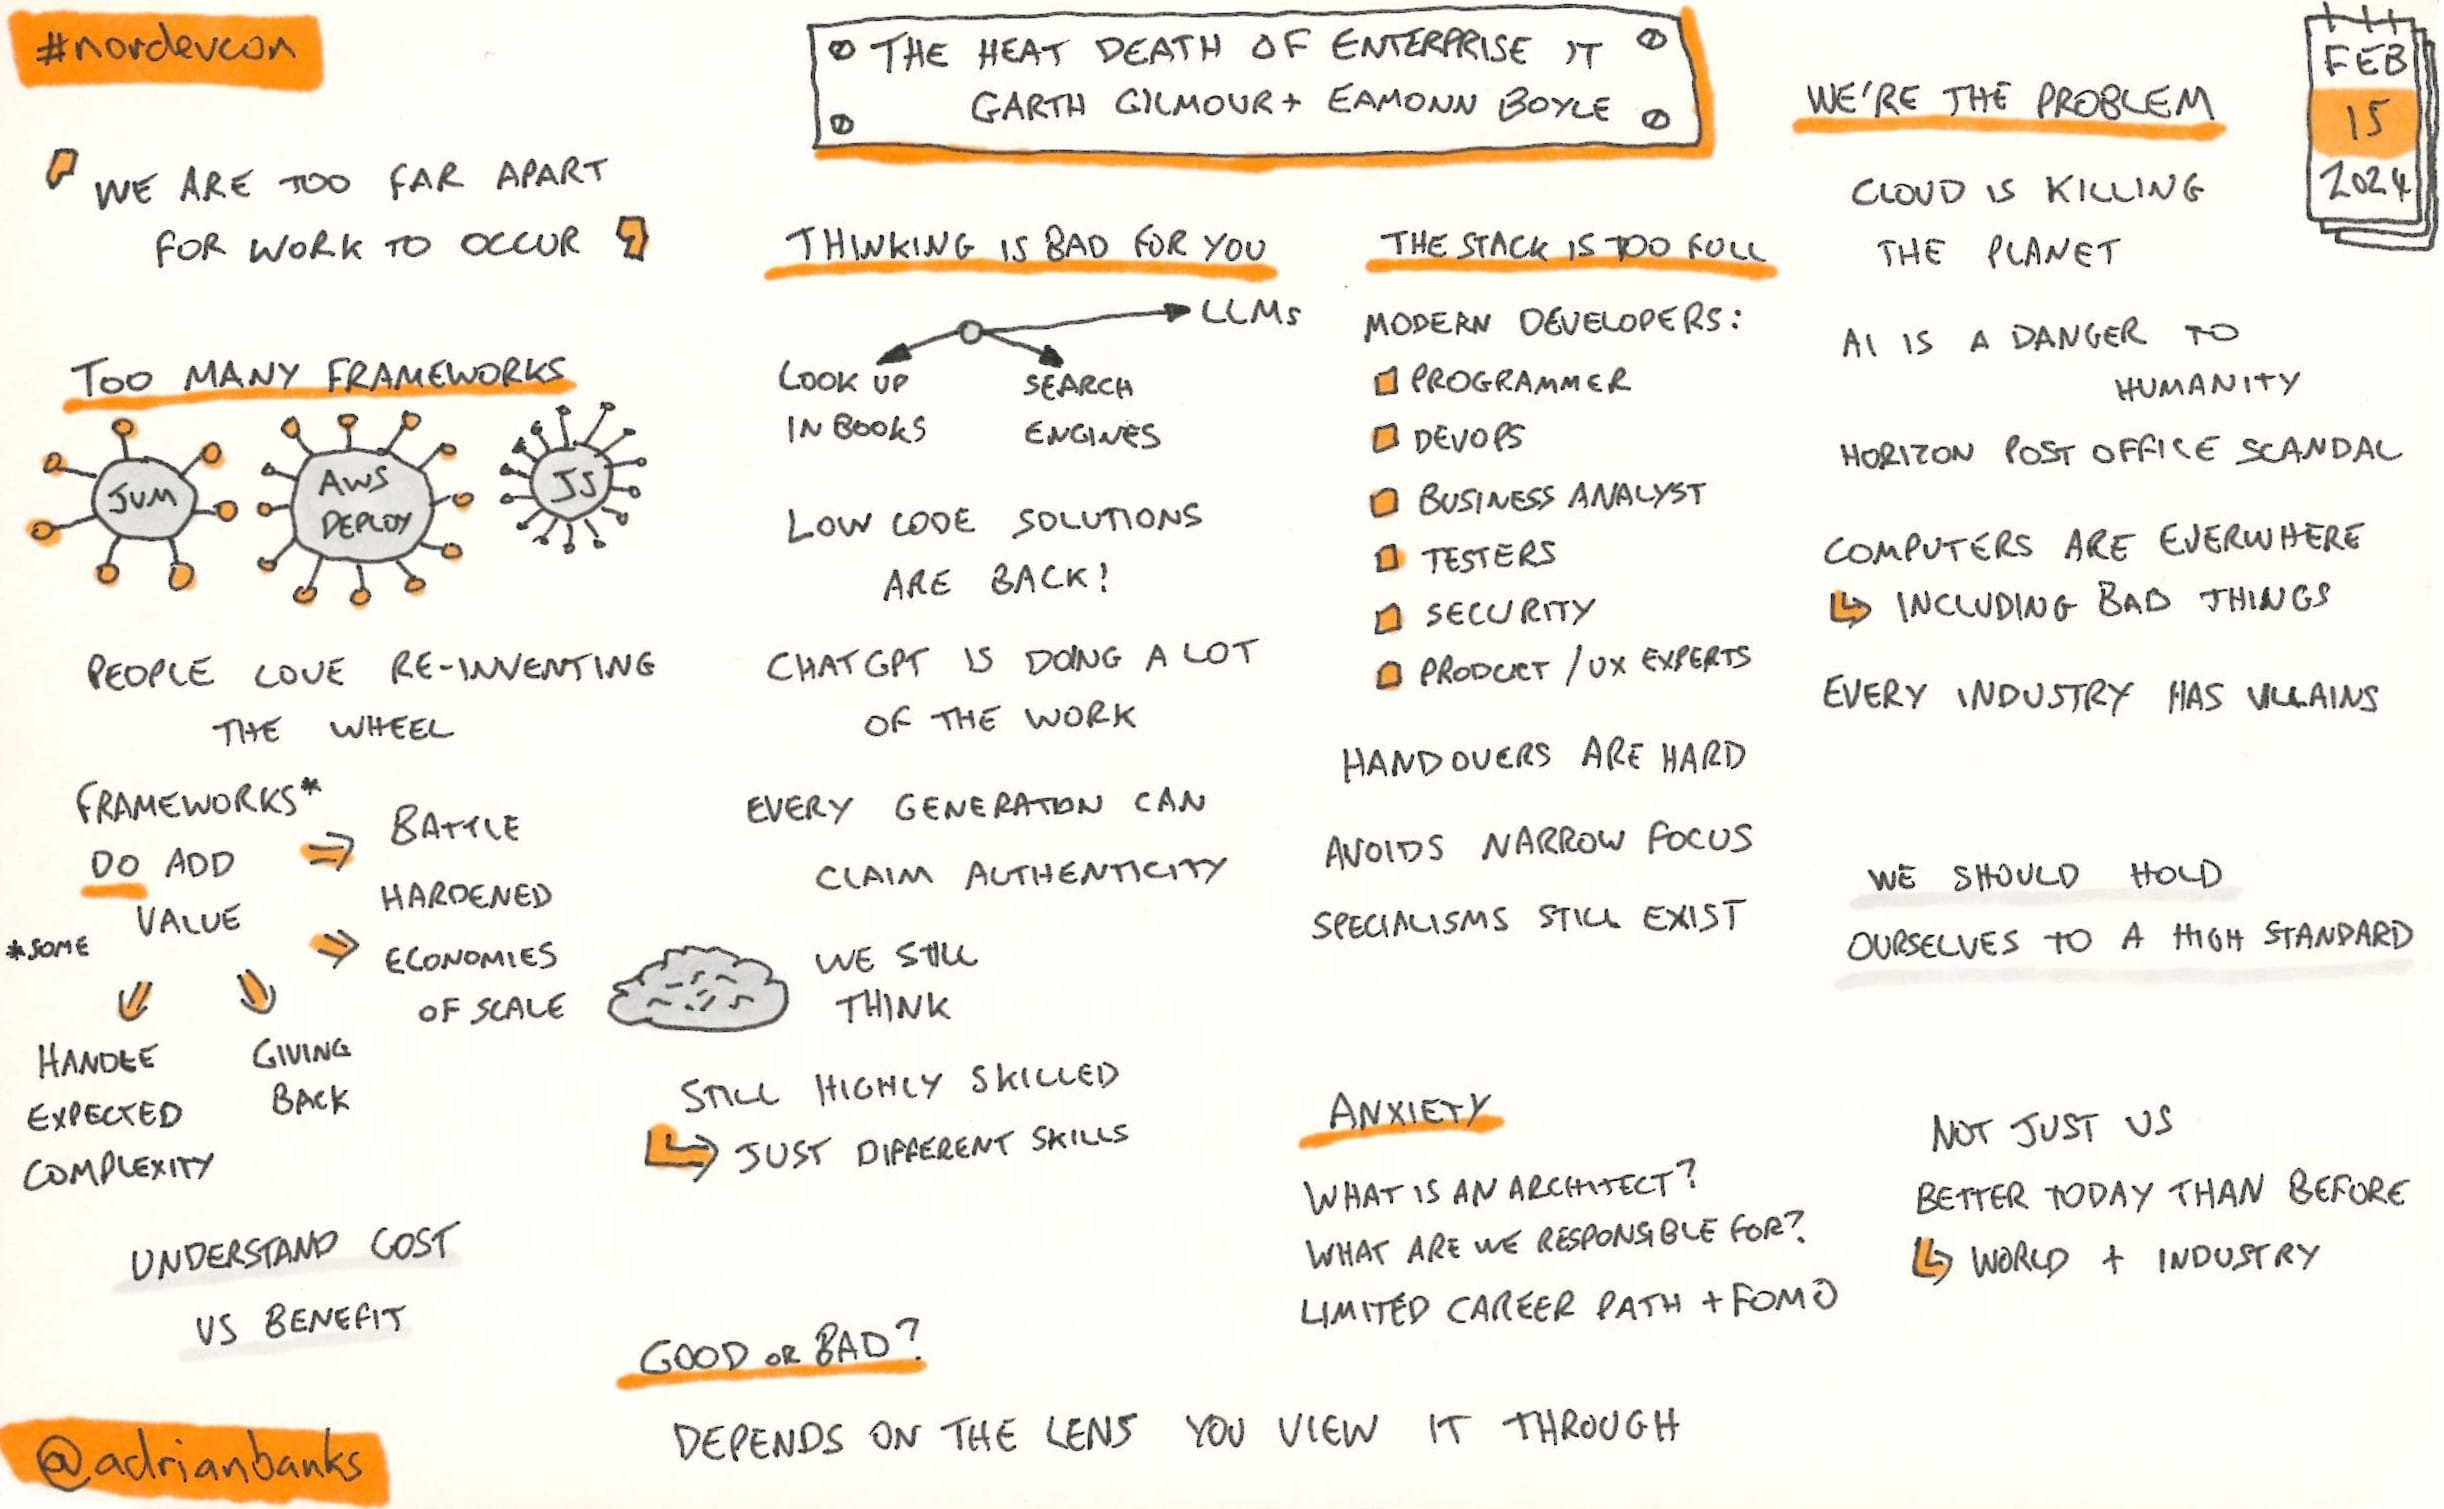 #nordevcon
THE HEAT DEATH OF ENTERPRISE IT
GARTH GILMOUR + EAMONN BOYLE
FEB
15
2024
WE ARE TOO FAR APART
FOR WORK TO OCCUR
TOO MANY FRAMEWORKS
JVM
AWS
DEPLOY
JS
PEOPLE LOVE RE-INVENTING
THE WHEEL
FRAMEWORKS*
DO ADD
VALUE
*SOME
BATTLE
HARDENED
ECONOMIES
OF SCALE
HANDLE
EXPECTED
COMPLEXITY
GIVING
BACK
UNDERSTAND COST
VS BENEFIT
THINKING IS BAD FOR YOU
LLMs
LOOK UP
IN BOOKS
SEARCH
ENGINES
LOW CODE SOLUTIONS
ARE BACK!
CHATGPT IS DOING A LOT
OF THE WORK
EVERY GENERATION CAN
CLAIM AUTHENTICITY
WE STILL
THINK
STILL HIGHLY SKILLED
JUST DIFFERENT SKILLS
THE STACK IS TOO FULL
MODERN DEVELOPERS:
PROGRAMMER
DEVOPS
BUSINESS ANALYST
TESTERS
SECURITY
PRODUCT / UX EXPERTS
HANDOVERS ARE HARD
AVOIDS NARROW FOCUS
SPECIALISMS STILL EXIST
ANXIETY
WHAT IS AN ARCHITECT?
WHAT ARE WE RESPONSIBLE FOR?
LIMITED CAREER PATH + FOMO
WE'RE THE PROBLEM
CLOUD IS KILLING
THE PLANET
AI IS A DANGER TO
HUMANITY
HORIZON POST OFFICE SCANDAL
COMPUTERS ARE EVERWHERE
INCLUDING BAD THINGS
EVERY INDUSTRY HAS VILLAINS
WE SHOULD HOLD
OURSELVES TO A HIGH STANDARD
NOT JUST US
BETTER TODAY THAN BEFORE
WORLD + INDUSTRY
GOOD OR BAD?
DEPENDS ON THE LENS YOU VIEW IT THROUGH
@adrianbanks